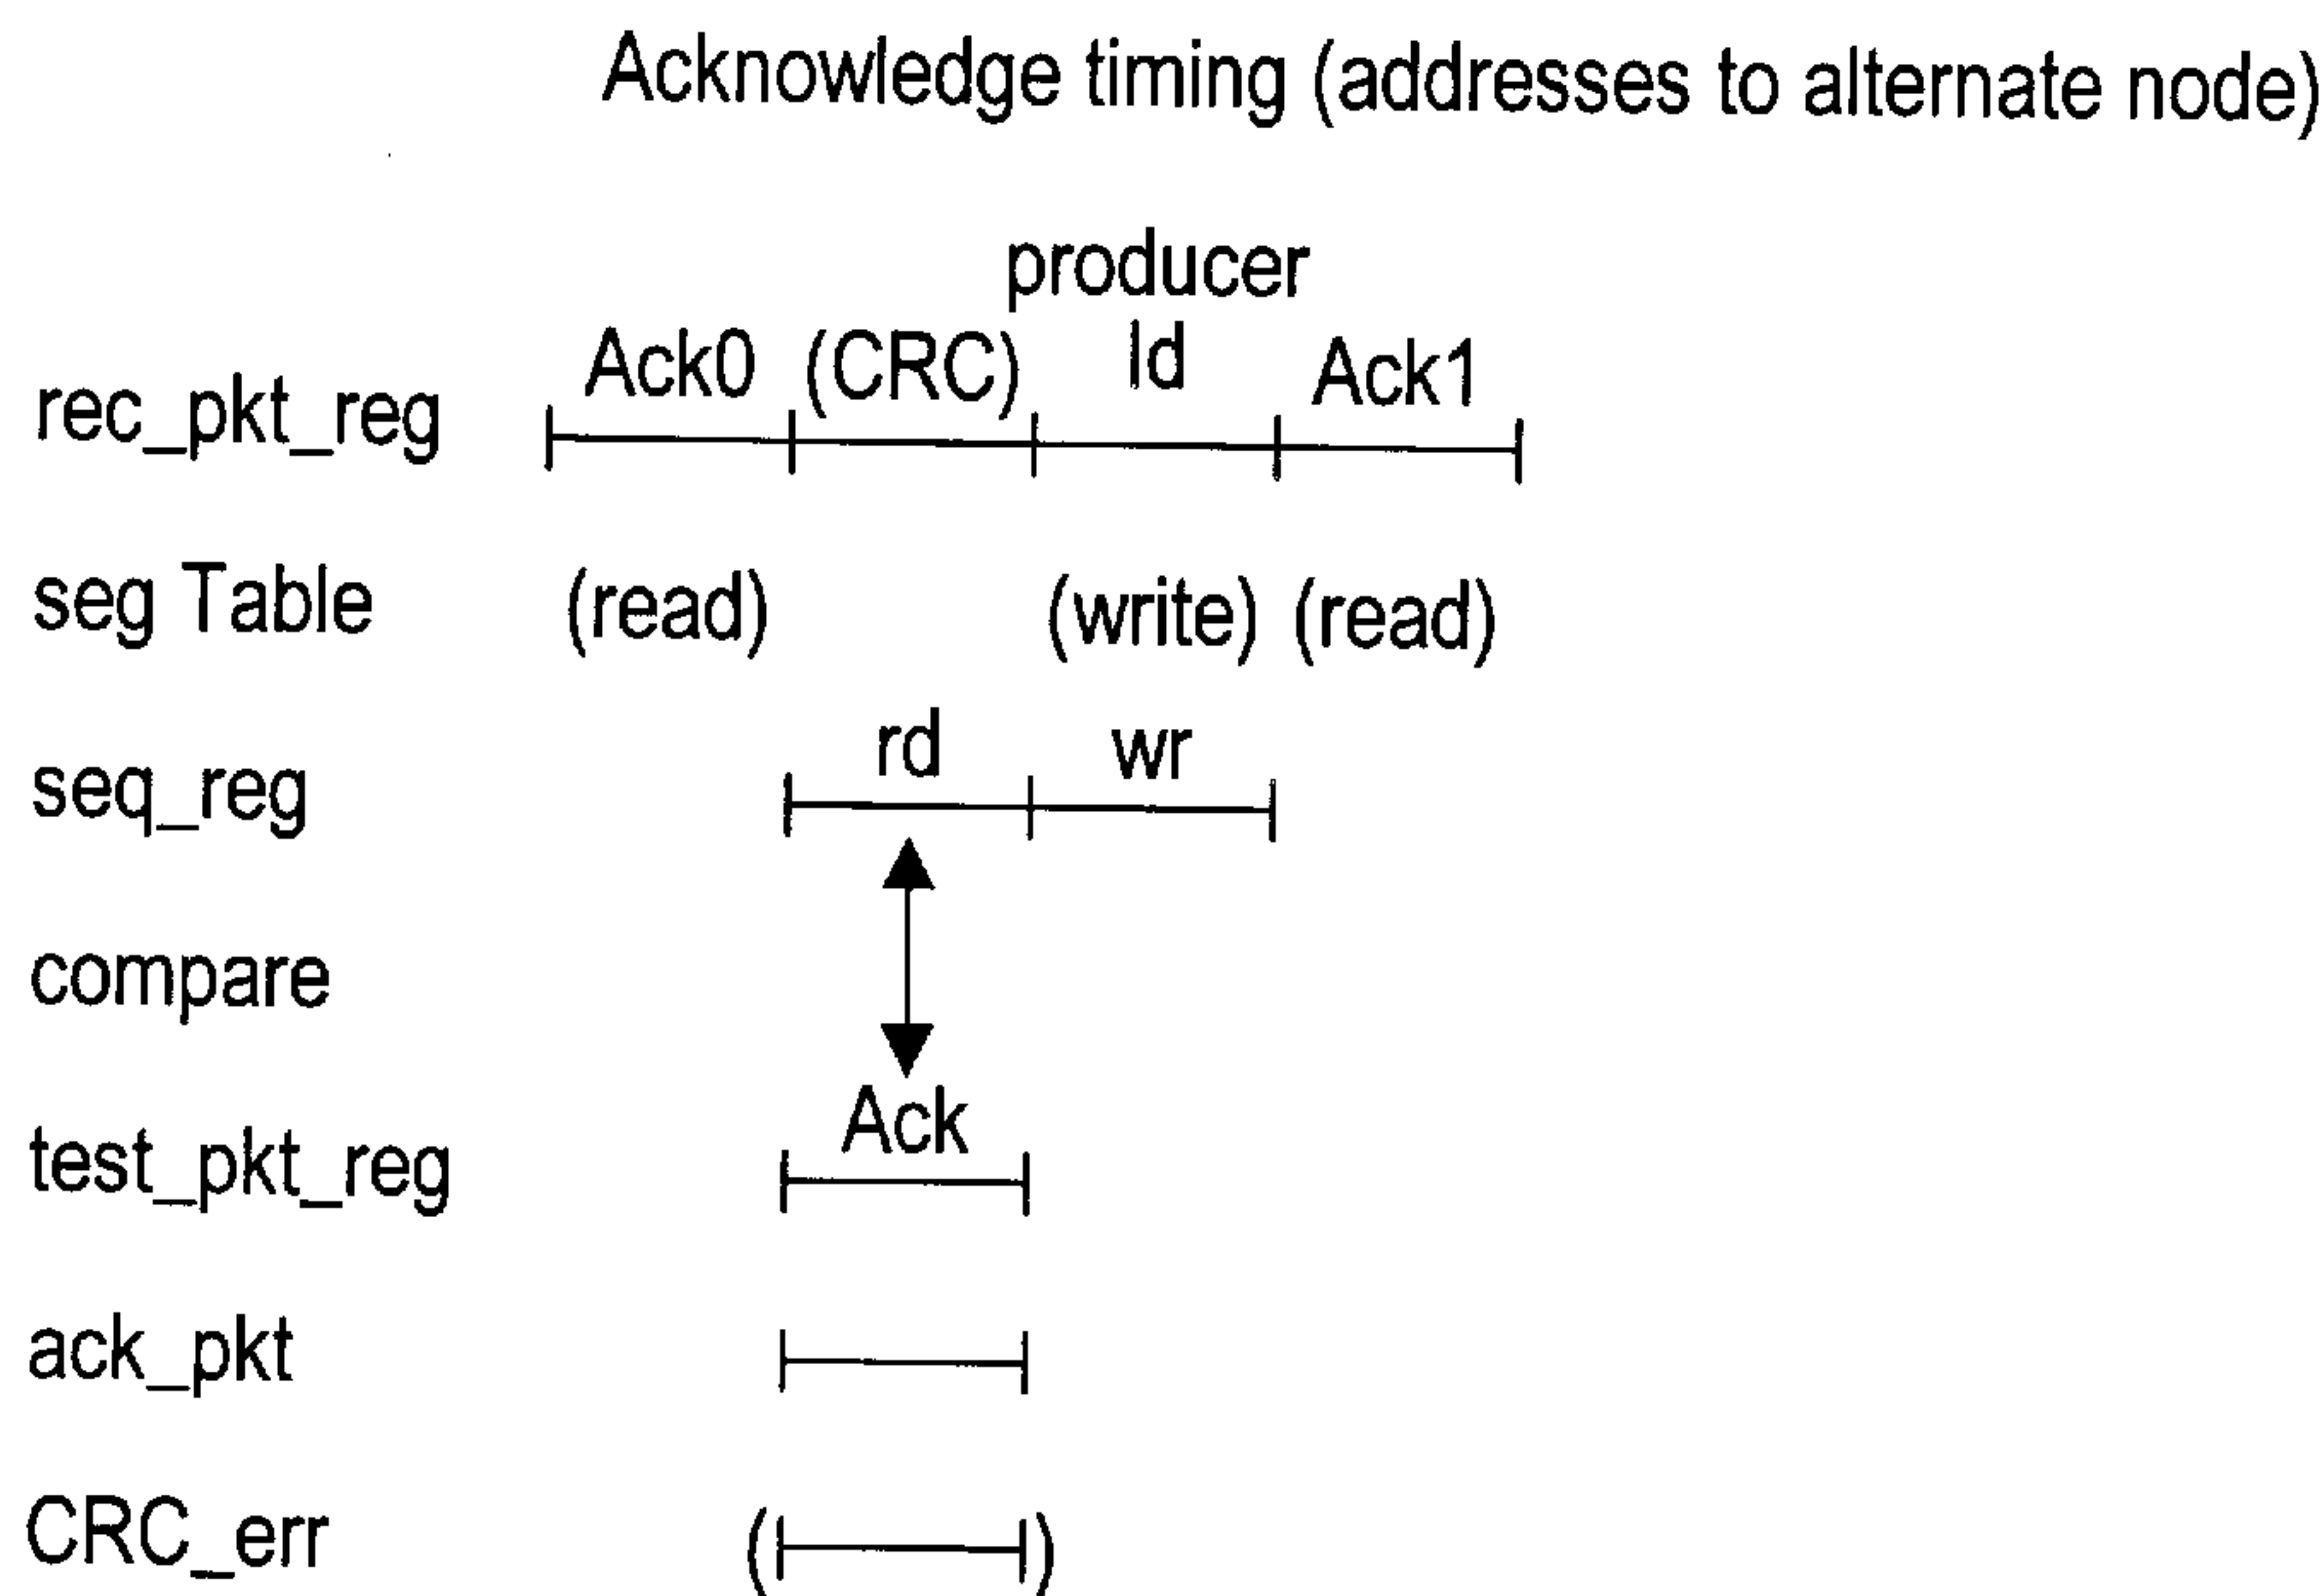 Acknowledge timing (addresses to alternate node)
producer
Ack0 (CRC) Id Ack1
rec_pkt_reg
seg Table (read) (write) (read)
rd wr
seq_reg
compare
Ack
test_pkt_reg
ack_pkt
CRC_err ( )